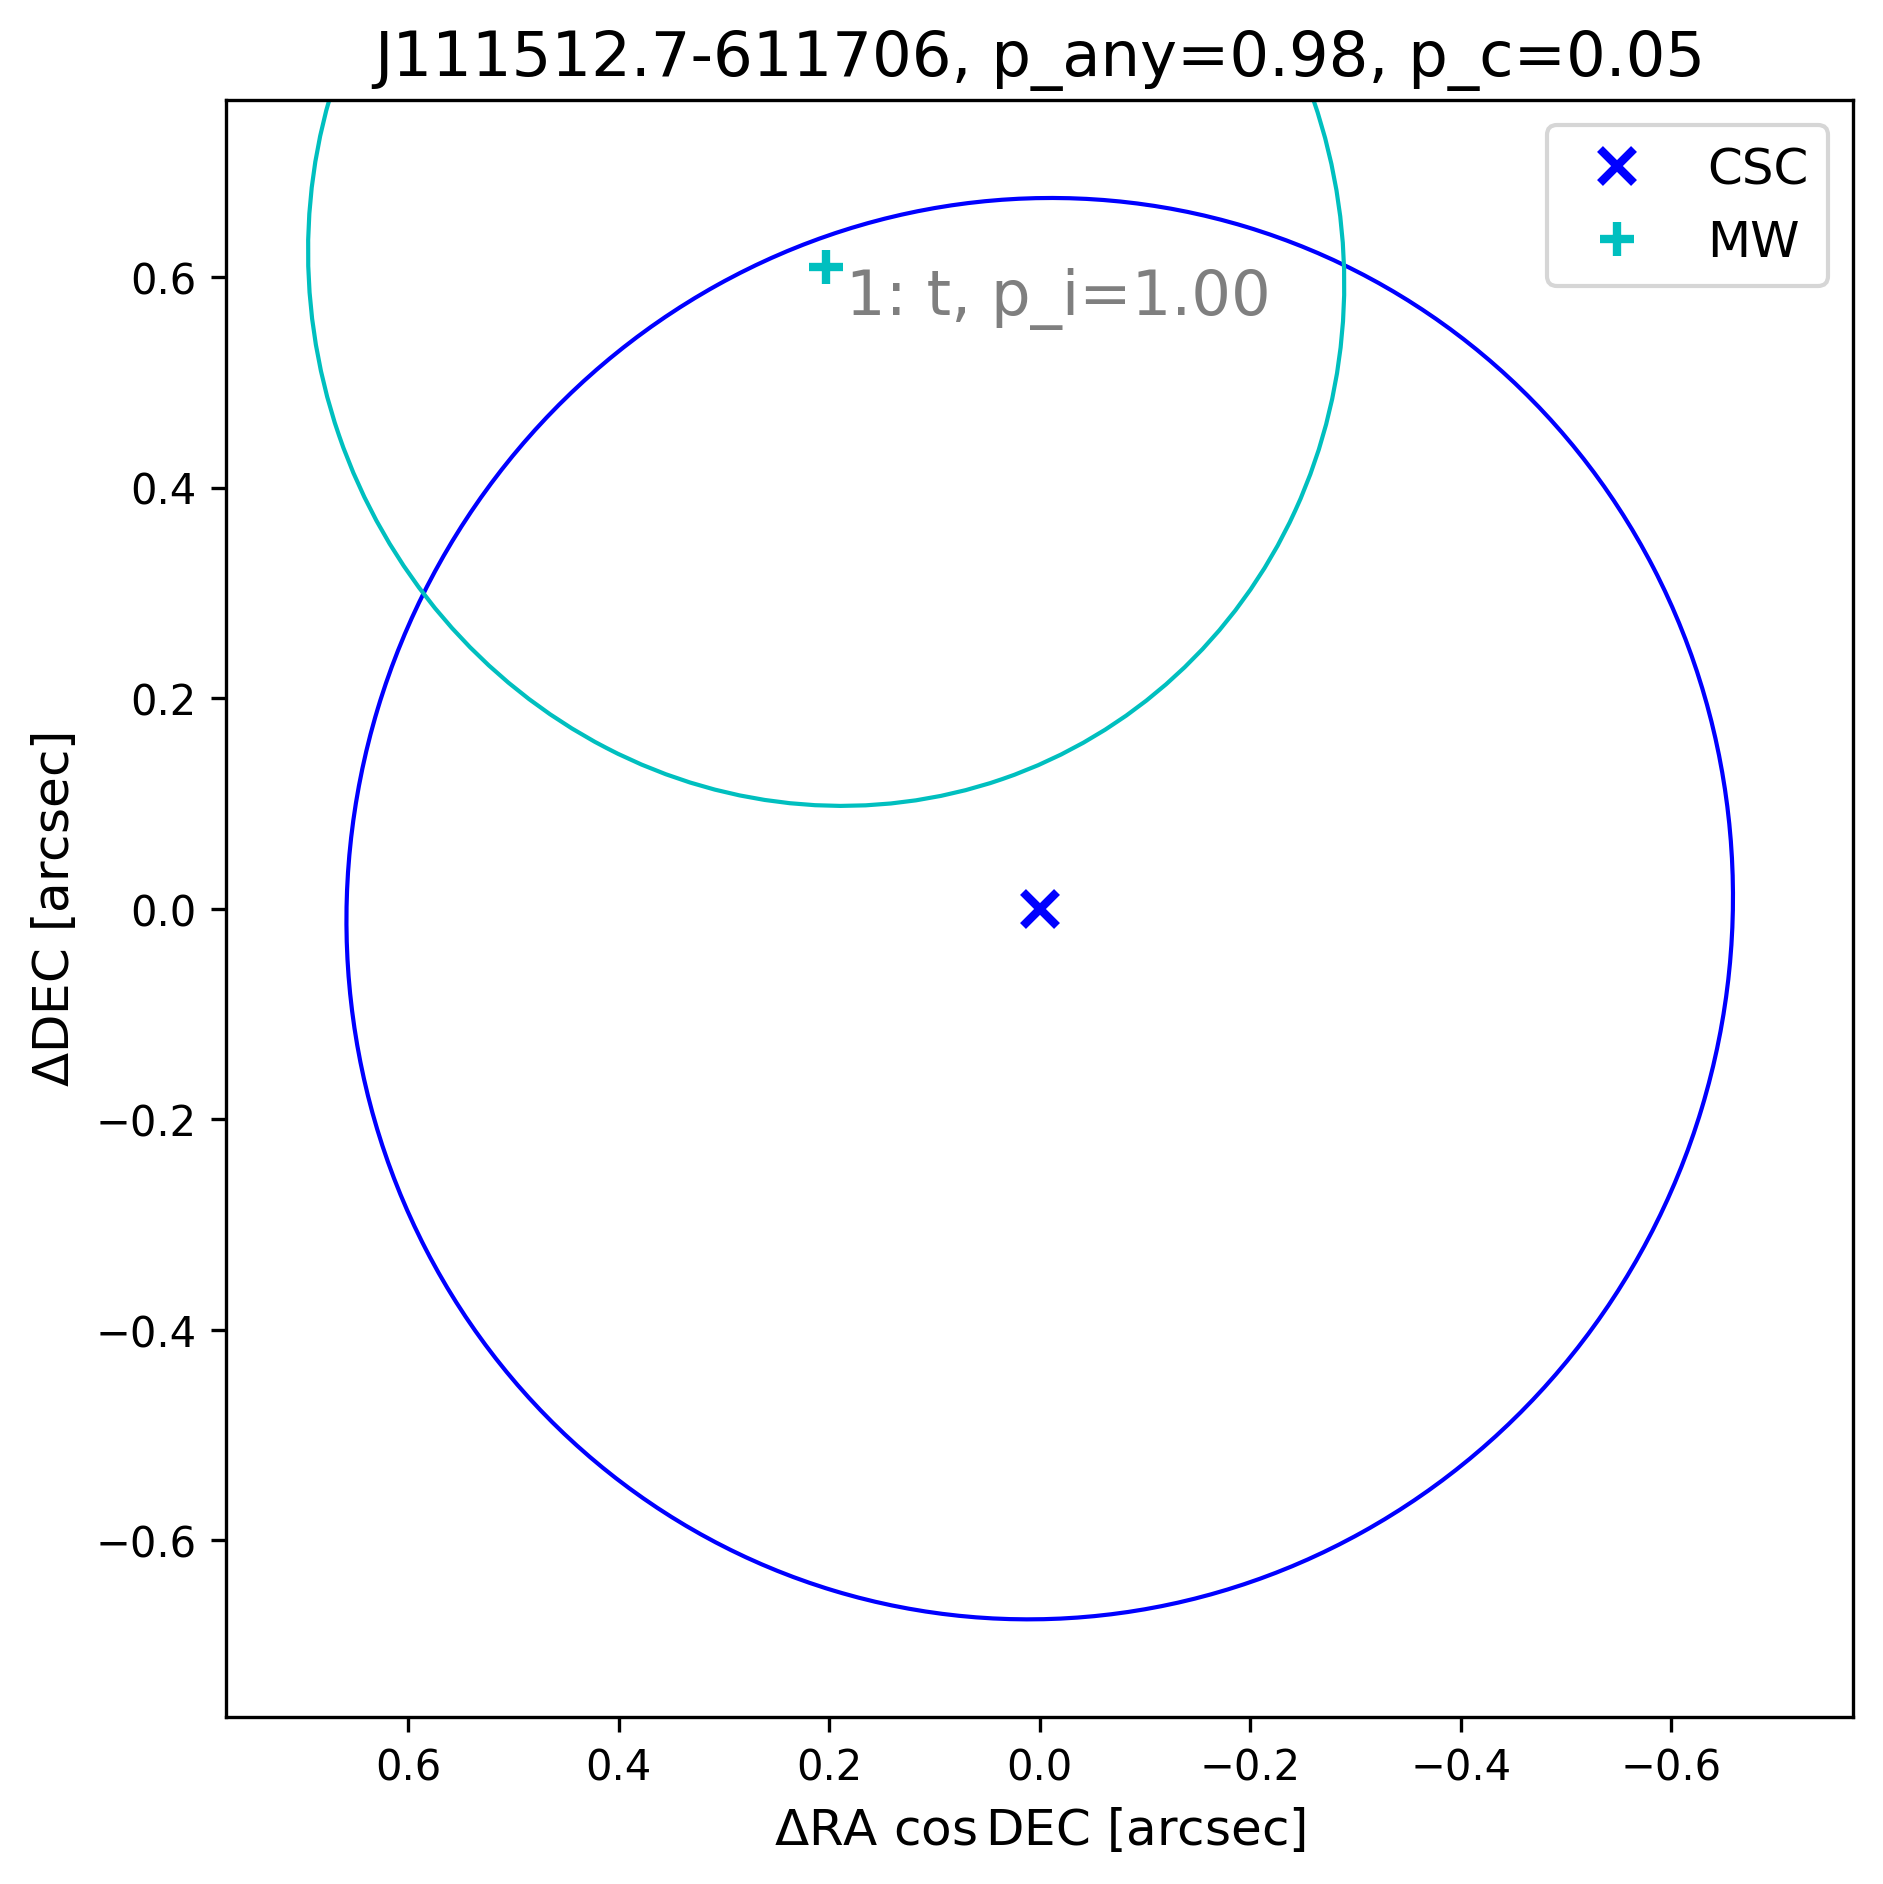 J111512.7-611706, p_any=0.98, p_c=0.05
CSC
MW
1: t, p_i=1.00
0.6
0.4
0.2
0.0
−0.2
−0.4
−0.6
ΔDEC [arcsec]
0.6 0.4 0.2 0.0 −0.2 −0.4 −0.6
ΔRA cos DEC [arcsec]